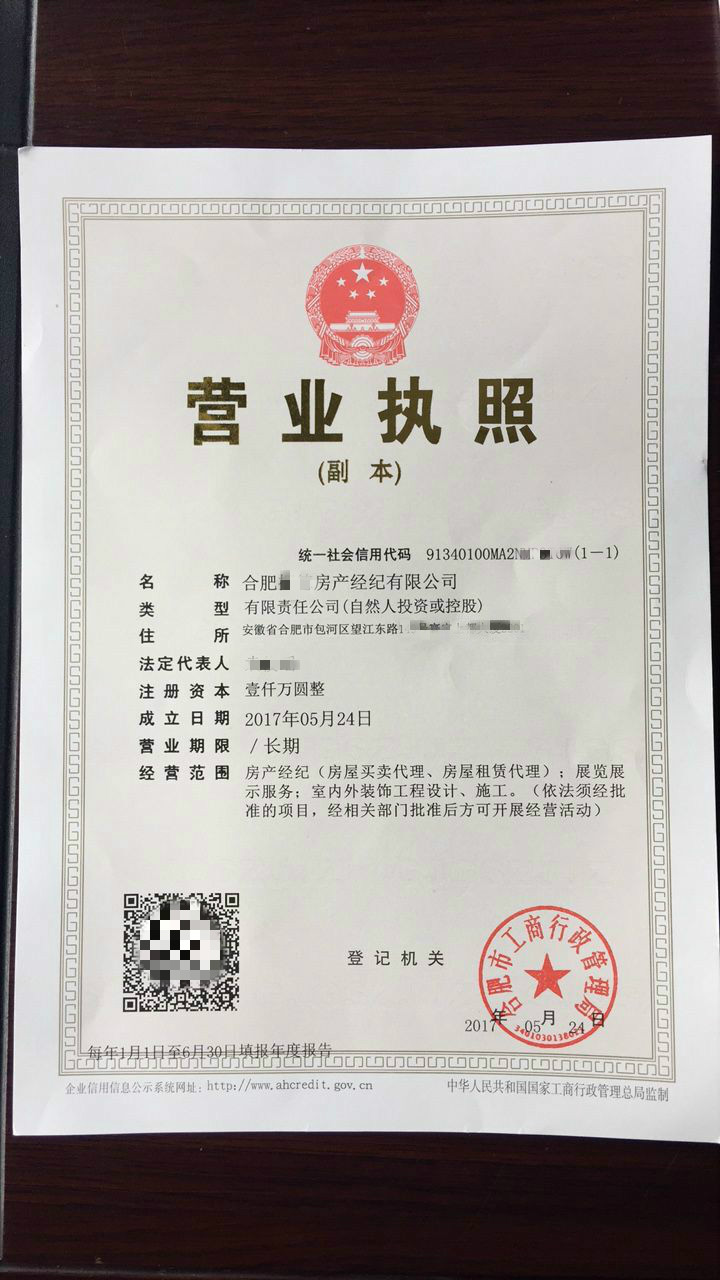 营业执照
(副 本)
统一社会信用代码 91340100MA2 (1-1)
名 称 合肥 房产经纪有限公司
类 型 有限责任公司(自然人投资或控股)
住 所 安徽省合肥市包河区望江东路
法定代表人
注册资本 壹仟万圆整
成立日期 2017年05月24日
营业期限 / 长期
经营范围 房产经纪（房屋买卖代理、房屋租赁代理）；展览展
示服务；室内外装饰工程设计、施工。（依法须经批
准的项目，经相关部门批准后方可开展经营活动）
登记机关
合肥市工商行政管理局
2017年 05月 24日
每年1月1日至6月30日填报年度报告
企业信用信息公示系统网址：http://www.ahcredit.gov.cn 中华人民共和国国家工商行政管理总局监制